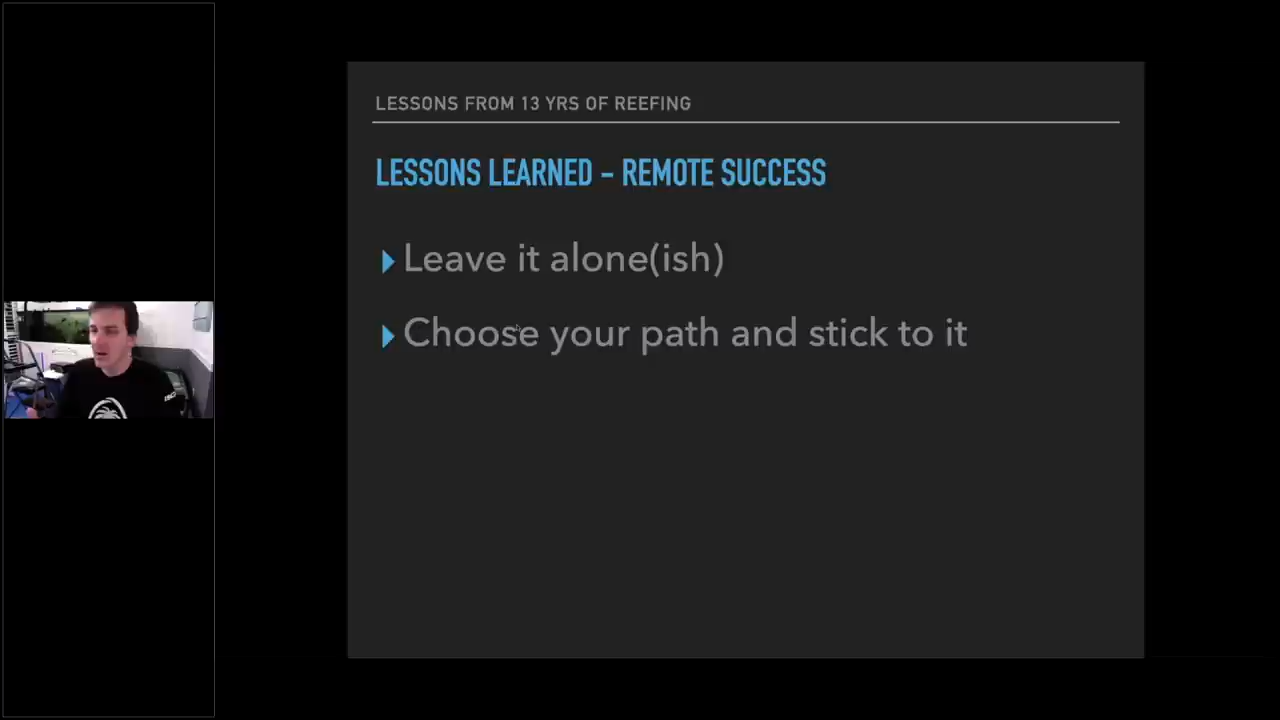 LESSONS FROM 13 YRS OF REEFING
LESSONS LEARNED - REMOTE SUCCESS
Leave it alone(ish)
Choose your path and stick to it